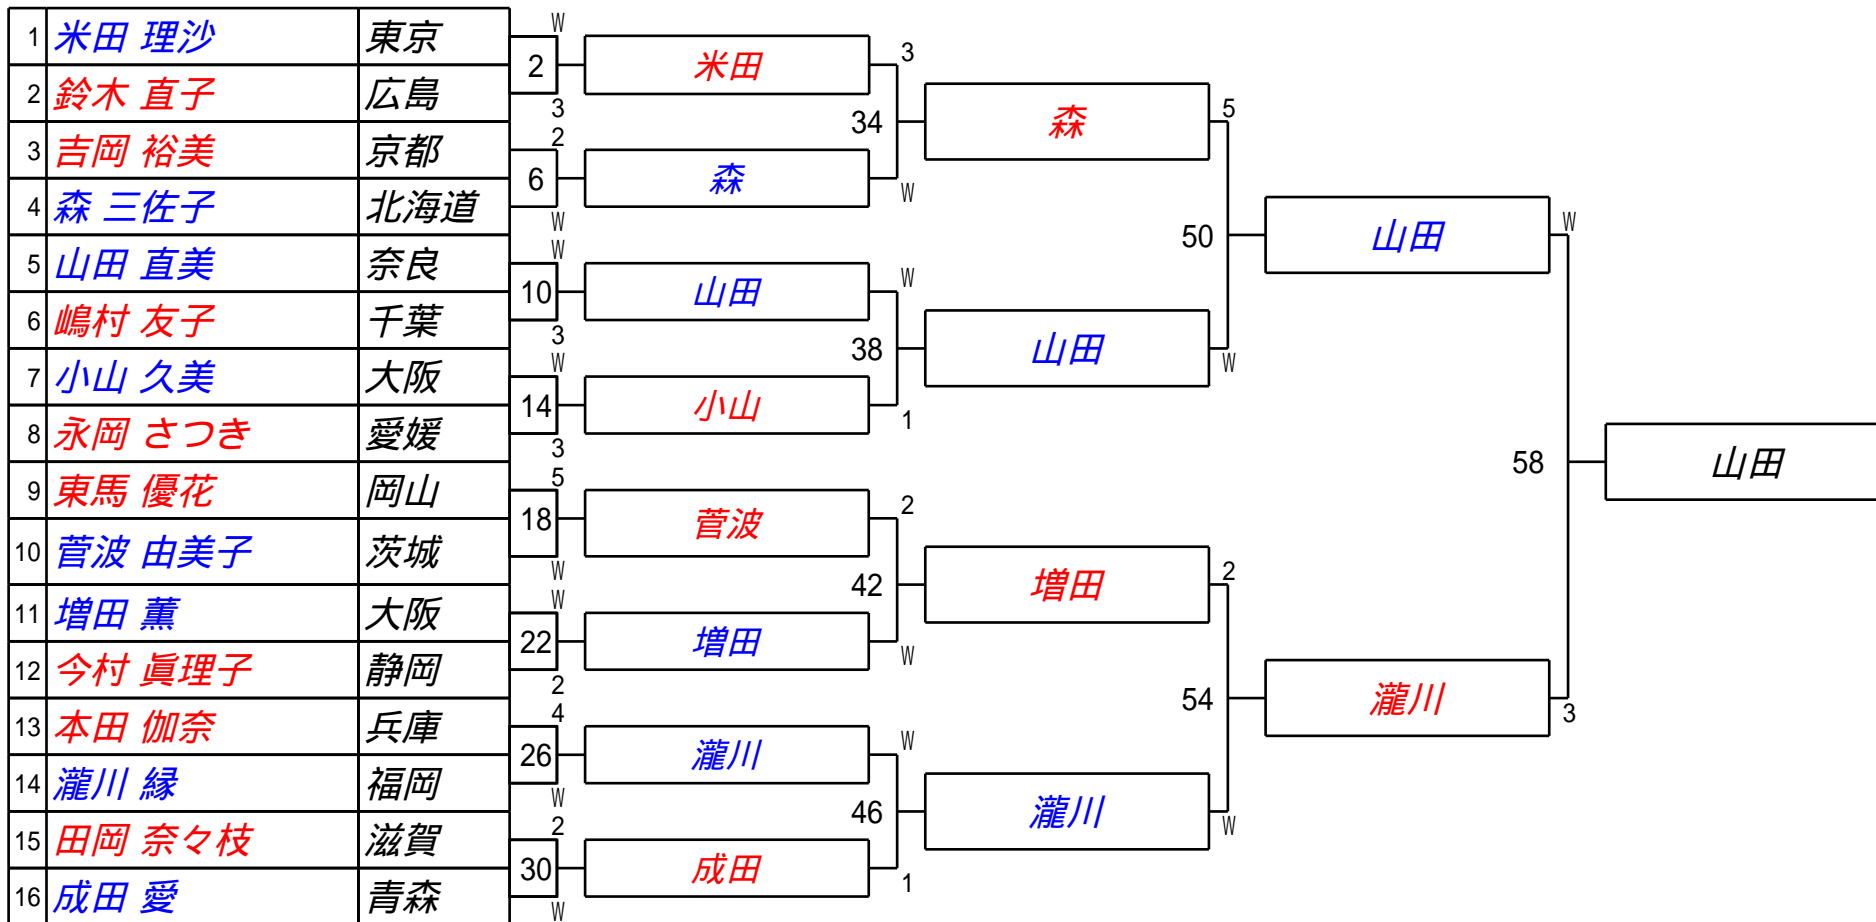 1 米田 理沙 東京
2 鈴木 直子 広島
3 吉岡 裕美 京都
4 森 三佐子 北海道
5 山田 直美 奈良
6 嶋村 友子 千葉
7 小山 久美 大阪
8 永岡 さつき 愛媛
9 東馬 優花 岡山
10 菅波 由美子 茨城
11 増田 薫 大阪
12 今村 眞理子 静岡
13 本田 伽奈 兵庫
14 瀧川 縁 福岡
15 田岡 奈々枝 滋賀
16 成田 愛 青森
W
2
3
2
6
W
W
10
3
W
14
3
5
18
W
W
22
2
4
26
W
2
30
W
米田 3
34
森 W
山田 W
38
小山 1
菅波 2
42
増田 W
瀧川 W
46
成田 1
森 5
50
山田 W
増田 2
54
瀧川 W
山田 W
58
瀧川 3
山田